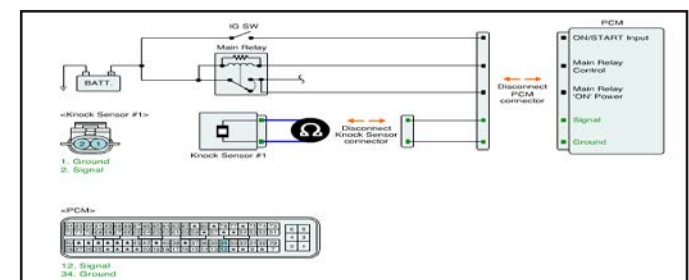 PCM
IG SW
ON/START Input
Main Relay
Main Relay
Control
BATT.
Disconnect
PCM
connector
Main Relay
'ON' Power
<Knock Sensor #1>
Ω
Disconnect
Knock Sensor
connector
Signal
2 1
Knock Sensor #1
Ground
1. Ground
2. Signal
<PCM>
12. Signal
34. Ground